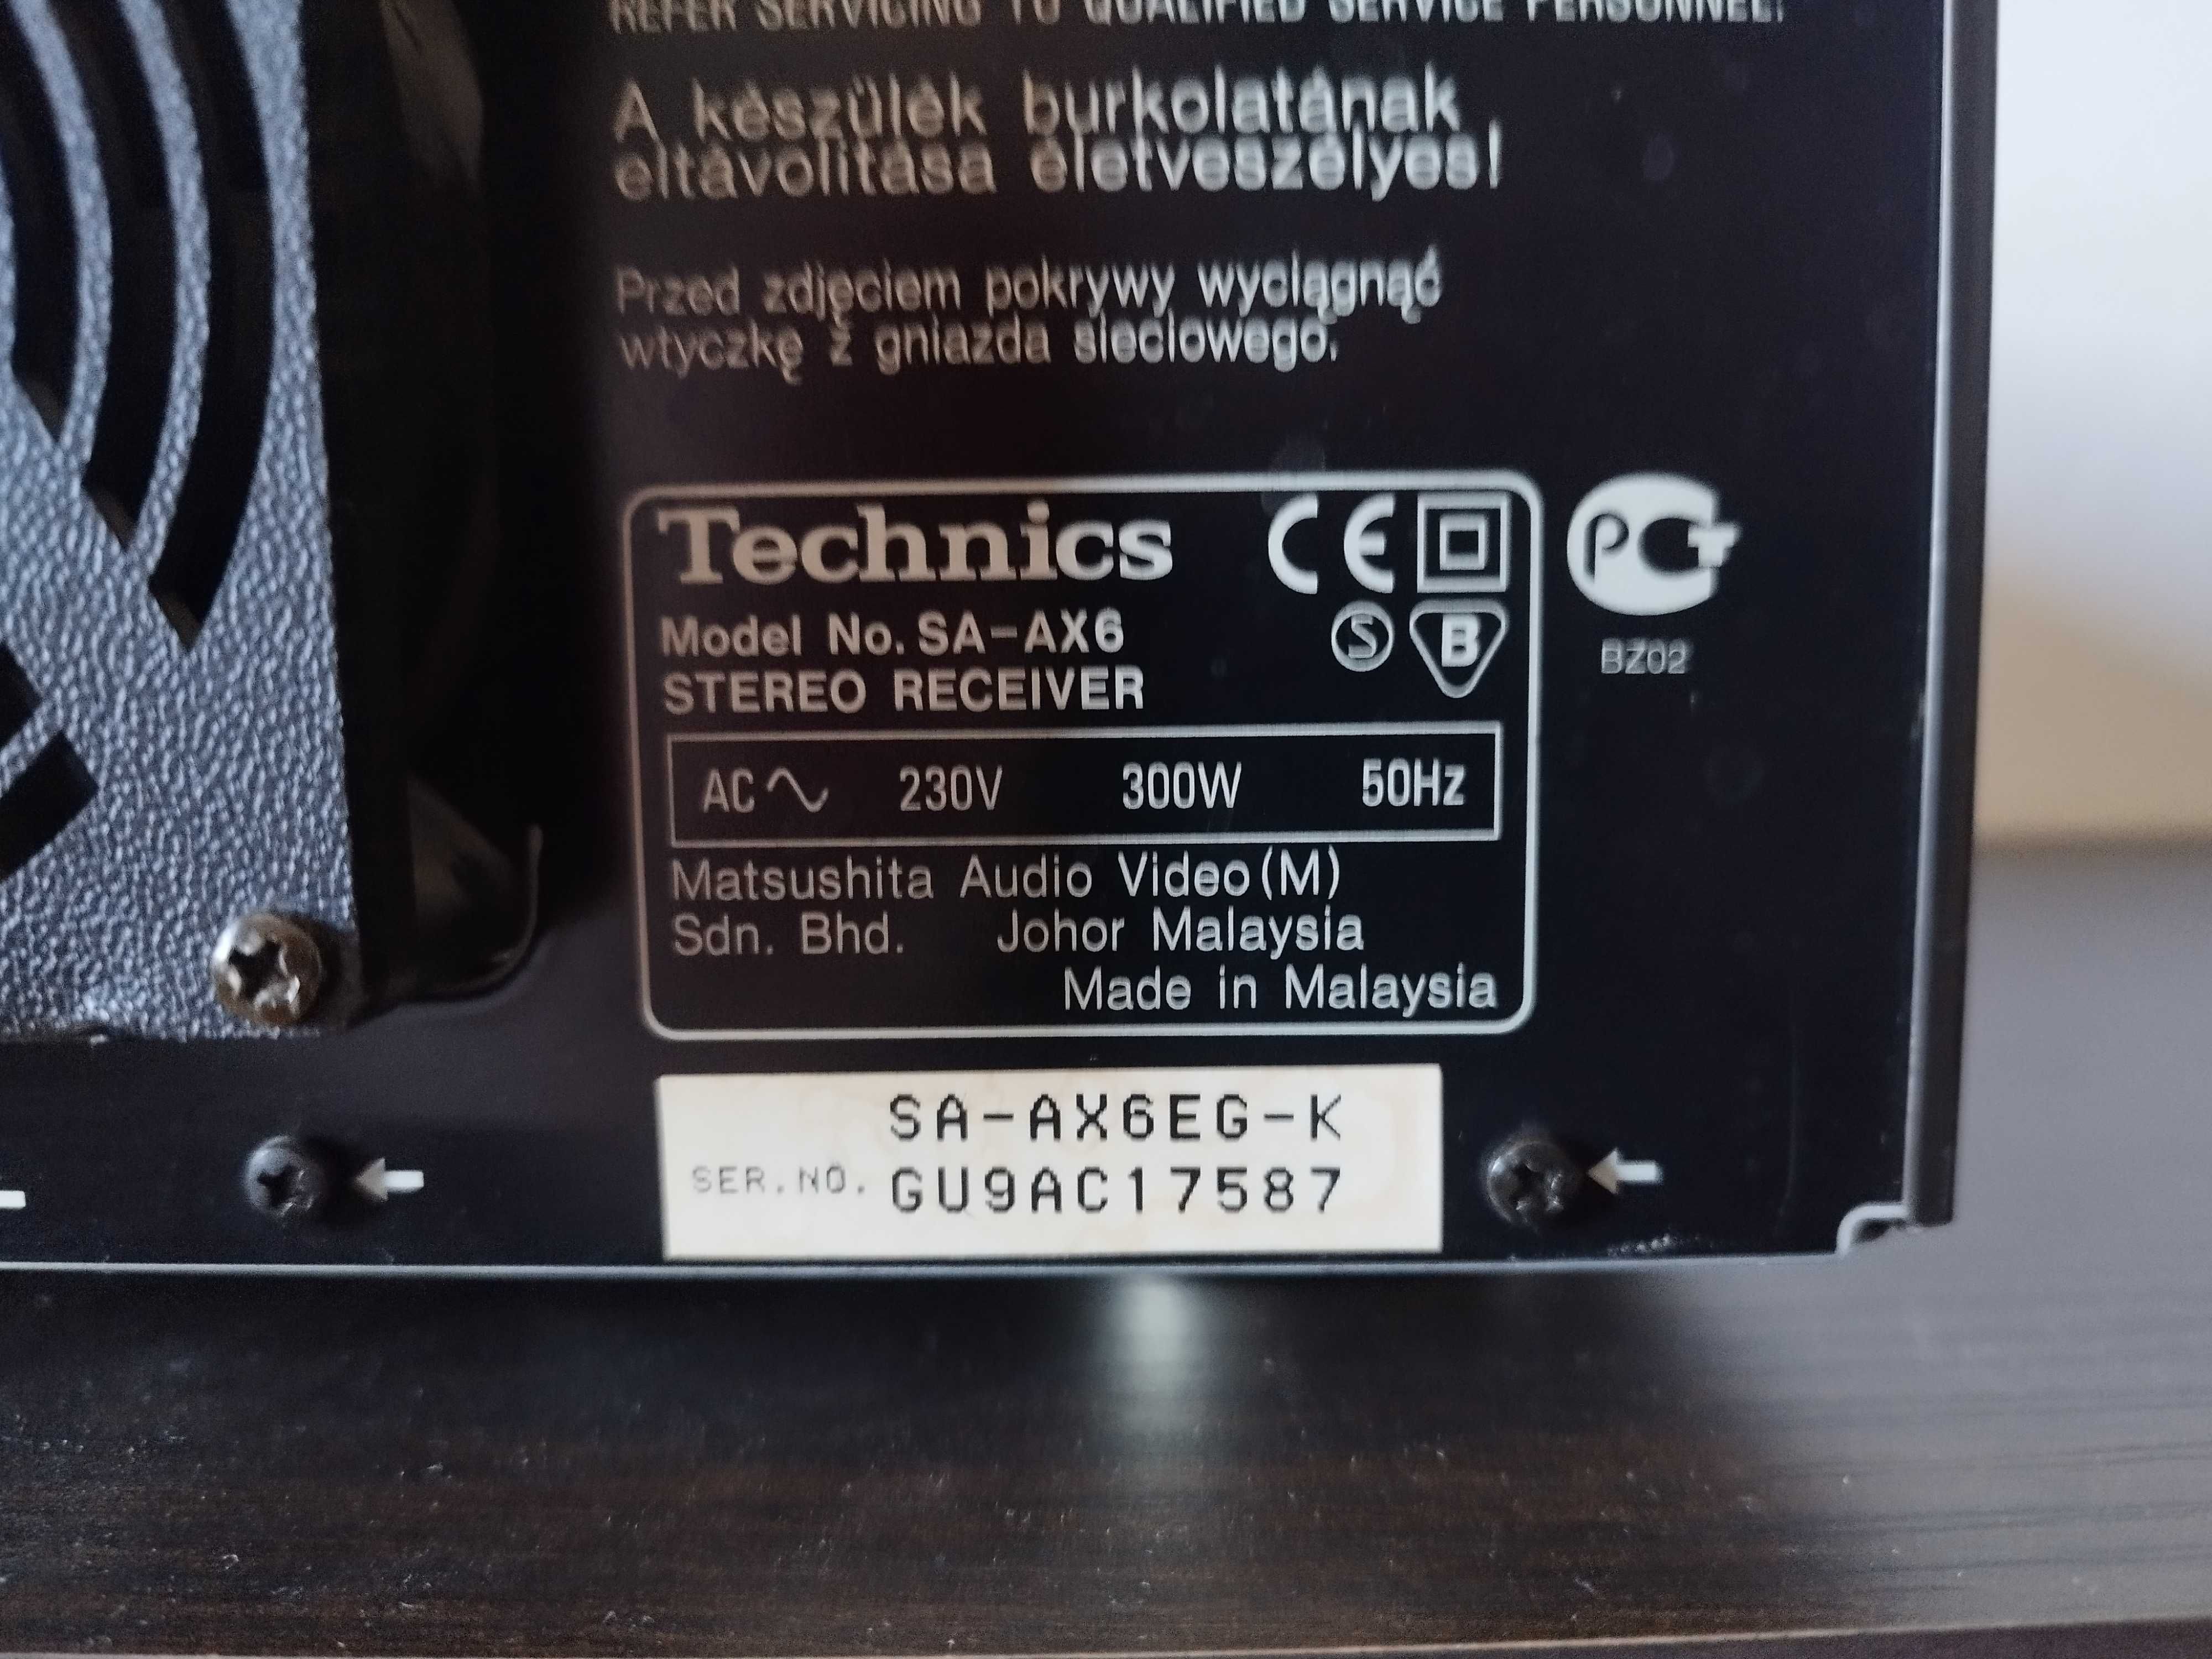 REFER SERVICING TO QUALIFIED SERVICE PERSONNEL.
A készülék burkolatának
eltávolítása életveszélyes!
Przed zdjęciem pokrywy wyciągnąć
wtyczkę z gniazda sieciowego.
Technics CE
Model No. SA-AX6 S B
STEREO RECEIVER
PCT
BZ02
AC 230V 300W 50Hz
Matsushita Audio Video (M)
Sdn. Bhd. Johor Malaysia
Made in Malaysia
SA-AX6EG-K
SER.NO. GU9AC17587